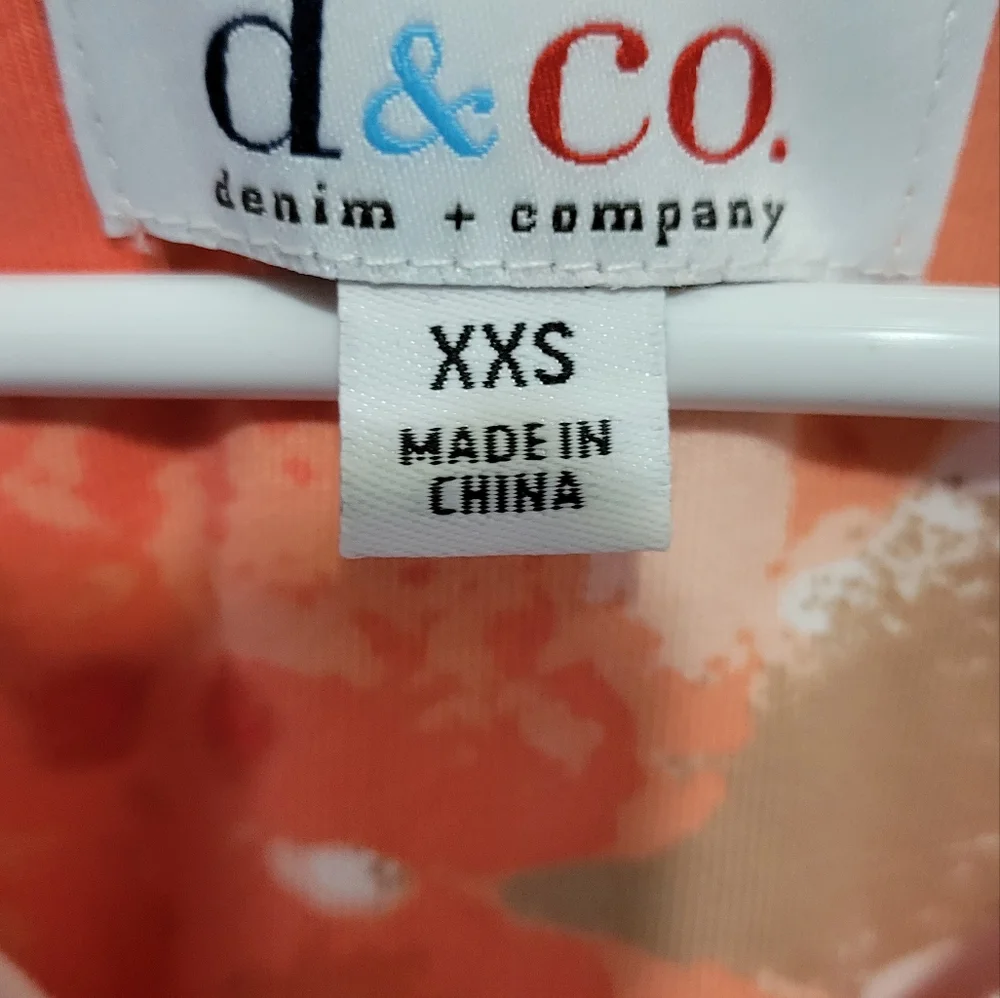 d&co.
denim + company
XXS
MADE IN
CHINA